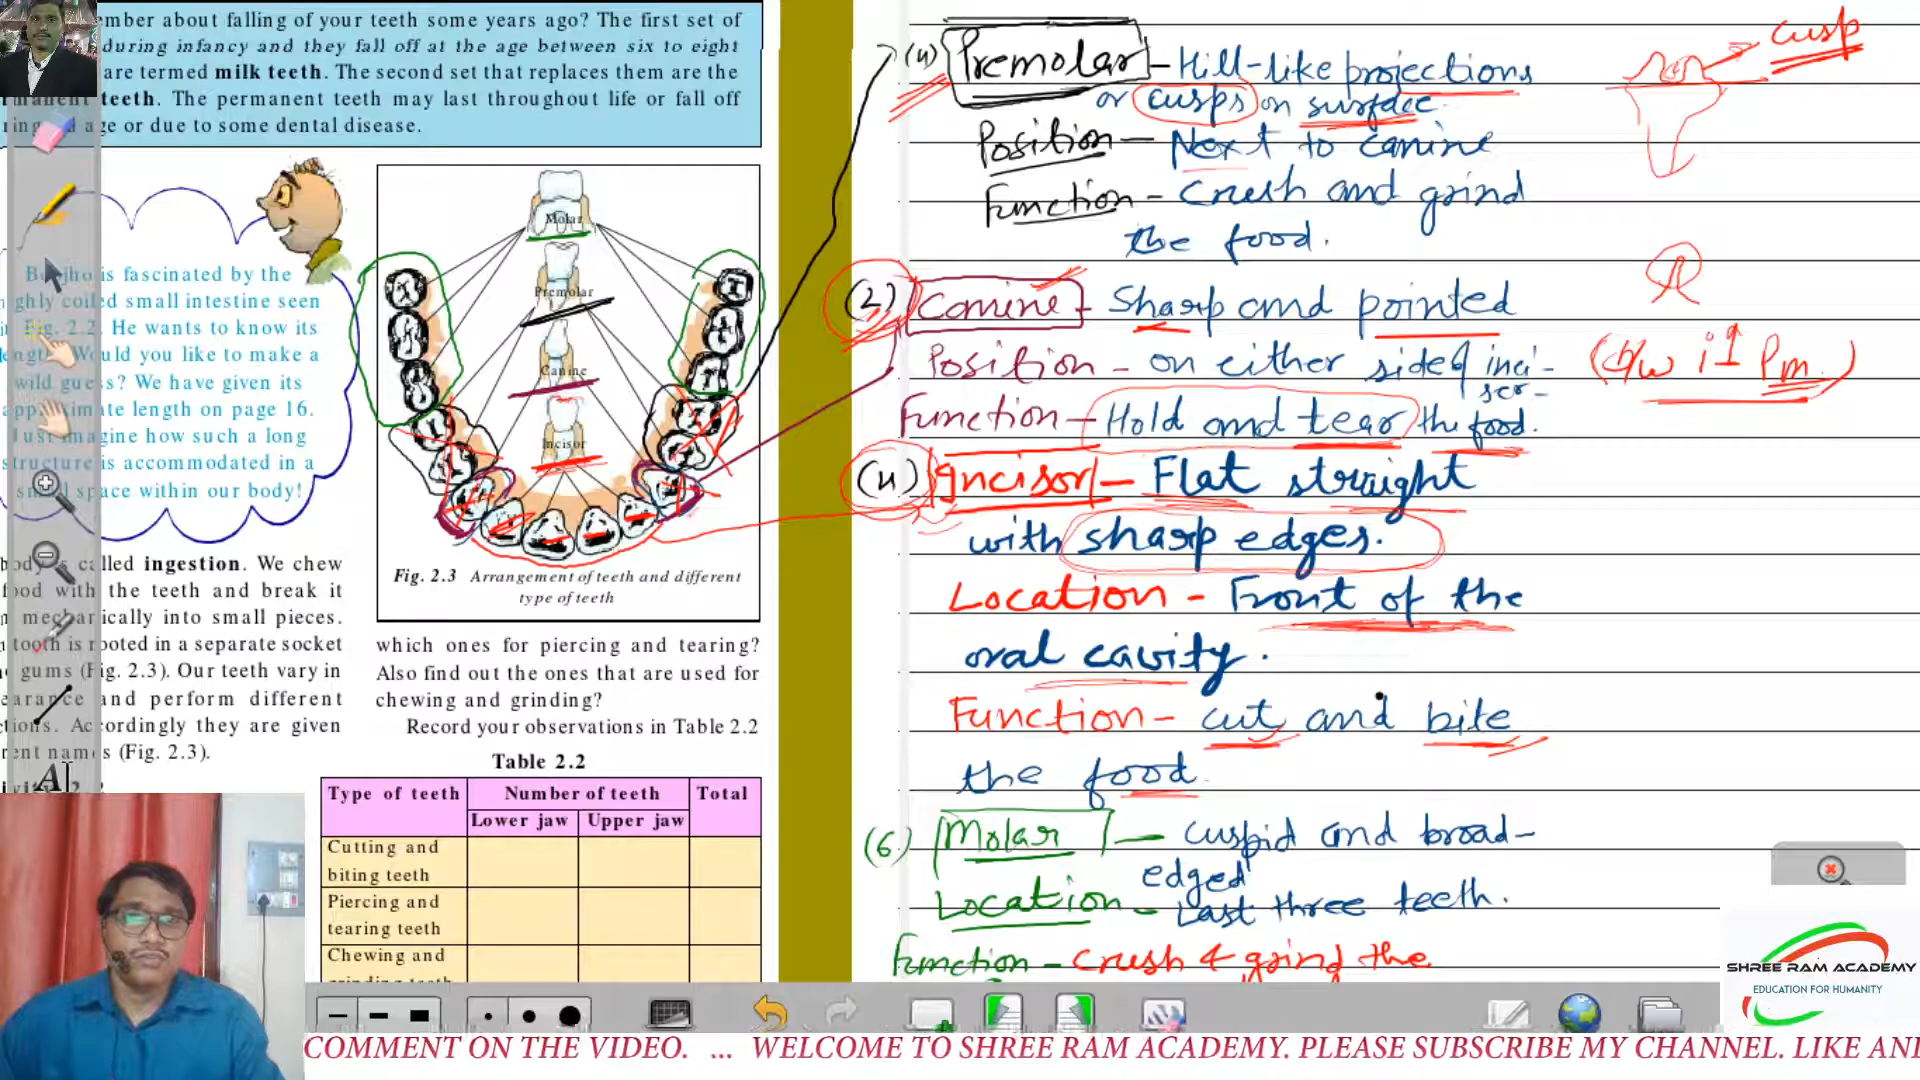 mber about falling of your teeth some years ago? The first set of
during infancy and they fall off at the age between six to eight
are termed milk teeth. The second set that replaces them are the
teeth. The permanent teeth may last throughout life or fall off
age or due to some dental disease.
is fascinated by the
coiled small intestine seen
Fig. 2.2. He wants to know its
Would you like to make a
wild guess? We have given its
length on page 16.
Just imagine how such a long
structure is accommodated in a
space within our body!
Molar
Premolar
Canine
Incisor
Fig. 2.3 Arrangement of teeth and different
type of teeth
called ingestion. We chew
with the teeth and break it
mechanically into small pieces.
tooth is rooted in a separate socket
gums (Fig. 2.3). Our teeth vary in
and perform different
Accordingly they are given
names (Fig. 2.3).
which ones for piercing and tearing?
Also find out the ones that are used for
chewing and grinding?
Record your observations in Table 2.2
Table 2.2
Type of teeth Number of teeth Total
Lower jaw Upper jaw
Cutting and
biting teeth
Piercing and
tearing teeth
Chewing and
grinding teeth
(4) Premolar - Hill-like projections
or cusps on surface.
cusp
Position - Next to canine
Function - Crush and grind
the food.
(2) Canine - Sharp and pointed
Position - on either side of inci-
ser-
(b/w i & Pm)
Function - Hold and tear the food.
(4) Incisor - Flat straight
with sharp edges.
Location - Front of the
oral cavity.
Function - cut and bite
the food.
(6) Molar - cuspid and broad-
edged
Location - Last three teeth.
Function - crush & grind the
SHREE RAM ACADEMY
EDUCATION FOR HUMANITY
COMMENT ON THE VIDEO. ... WELCOME TO SHREE RAM ACADEMY. PLEASE SUBSCRIBE MY CHANNEL. LIKE AND